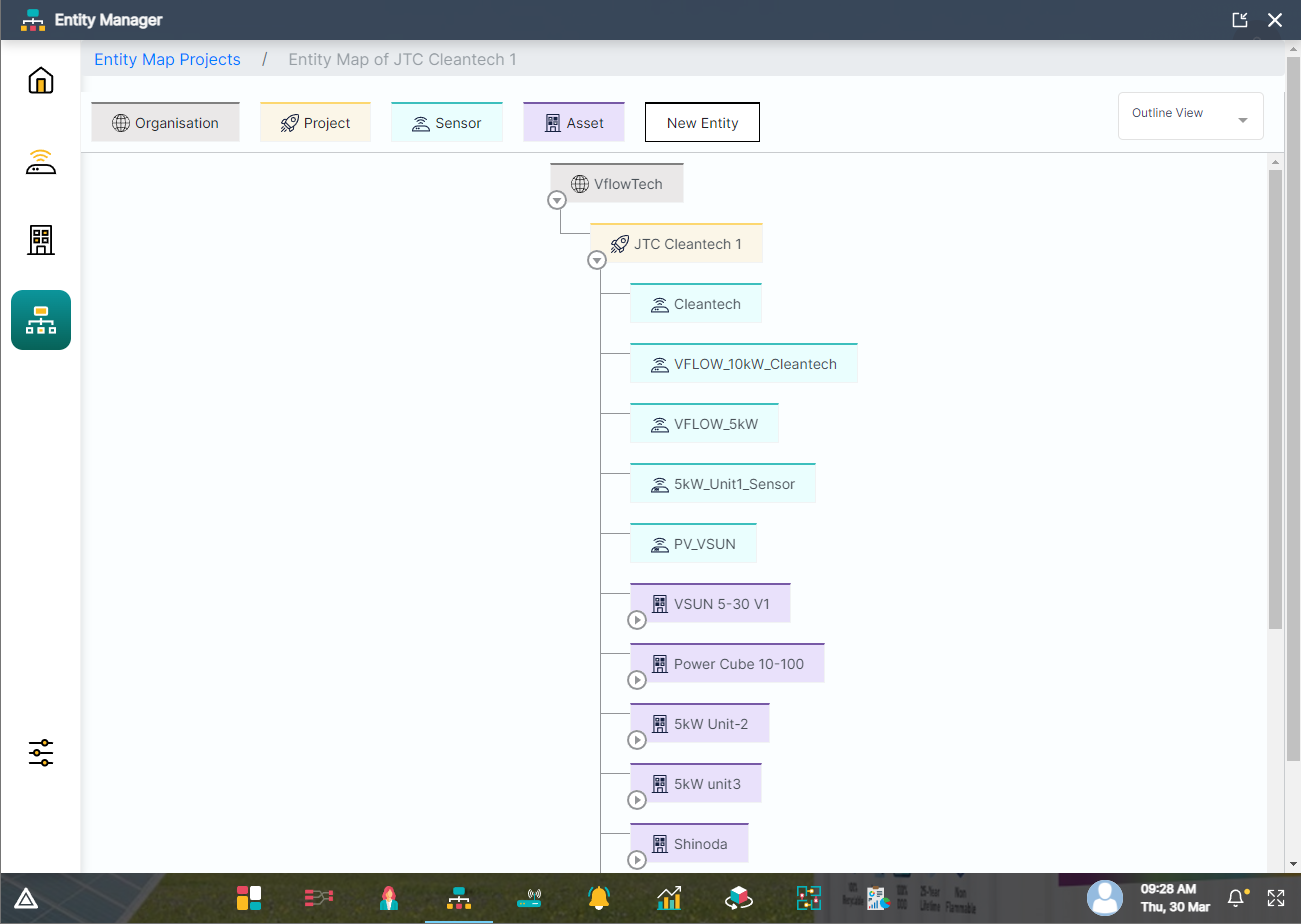 Entity Manager
Entity Map Projects / Entity Map of JTC Cleantech 1
Organisation
Project
Sensor
Asset
New Entity
Outline View
VflowTech
JTC Cleantech 1
Cleantech
VFLOW_10kW_Cleantech
VFLOW_5kW
5kW_Unit1_Sensor
PV_VSUN
VSUN 5-30 V1
Power Cube 10-100
5kW Unit-2
5kW unit3
Shinoda
09:28 AM
Thu, 30 Mar